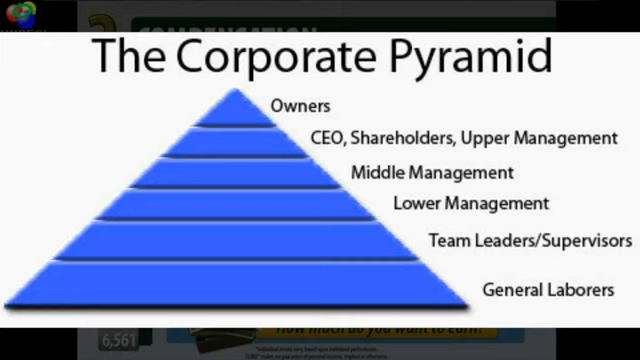 COMPENSATION
The Corporate Pyramid
Owners
CEO, Shareholders, Upper Management
Middle Management
Lower Management
Team Leaders/Supervisors
General Laborers
6,561
How much do you want to earn?